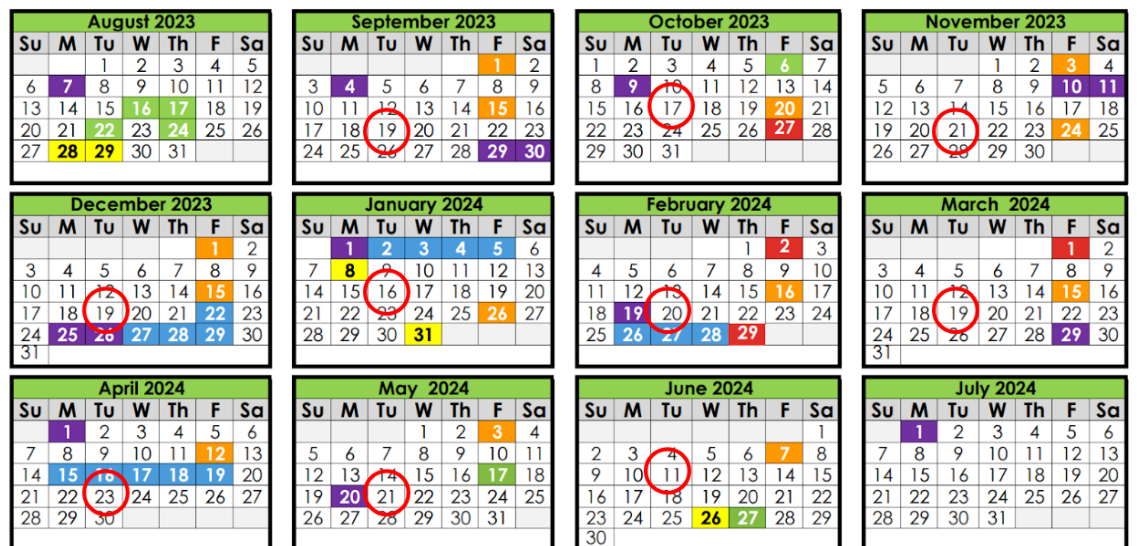 August 2023
Su M Tu W Th F Sa
1 2 3 4 5
6 7 8 9 10 11 12
13 14 15 16 17 18 19
20 21 22 23 24 25 26
27 28 29 30 31
September 2023
Su M Tu W Th F Sa
1 2
3 4 5 6 7 8 9
10 11 12 13 14 15 16
17 18 19 20 21 22 23
24 25 26 27 28 29 30
October 2023
Su M Tu W Th F Sa
1 2 3 4 5 6 7
8 9 10 11 12 13 14
15 16 17 18 19 20 21
22 23 24 25 26 27 28
29 30 31
November 2023
Su M Tu W Th F Sa
1 2 3 4
5 6 7 8 9 10 11
12 13 14 15 16 17 18
19 20 21 22 23 24 25
26 27 28 29 30
December 2023
Su M Tu W Th F Sa
1 2
3 4 5 6 7 8 9
10 11 12 13 14 15 16
17 18 19 20 21 22 23
24 25 26 27 28 29 30
31
January 2024
Su M Tu W Th F Sa
1 2 3 4 5 6
7 8 9 10 11 12 13
14 15 16 17 18 19 20
21 22 23 24 25 26 27
28 29 30 31
February 2024
Su M Tu W Th F Sa
1 2 3
4 5 6 7 8 9 10
11 12 13 14 15 16 17
18 19 20 21 22 23 24
25 26 27 28 29
March 2024
Su M Tu W Th F Sa
1 2
3 4 5 6 7 8 9
10 11 12 13 14 15 16
17 18 19 20 21 22 23
24 25 26 27 28 29 30
31
April 2024
Su M Tu W Th F Sa
1 2 3 4 5 6
7 8 9 10 11 12 13
14 15 16 17 18 19 20
21 22 23 24 25 26 27
28 29 30
May 2024
Su M Tu W Th F Sa
1 2 3 4
5 6 7 8 9 10 11
12 13 14 15 16 17 18
19 20 21 22 23 24 25
26 27 28 29 30 31
June 2024
Su M Tu W Th F Sa
1
2 3 4 5 6 7 8
9 10 11 12 13 14 15
16 17 18 19 20 21 22
23 24 25 26 27 28 29
30
July 2024
Su M Tu W Th F Sa
1 2 3 4 5 6
7 8 9 10 11 12 13
14 15 16 17 18 19 20
21 22 23 24 25 26 27
28 29 30 31